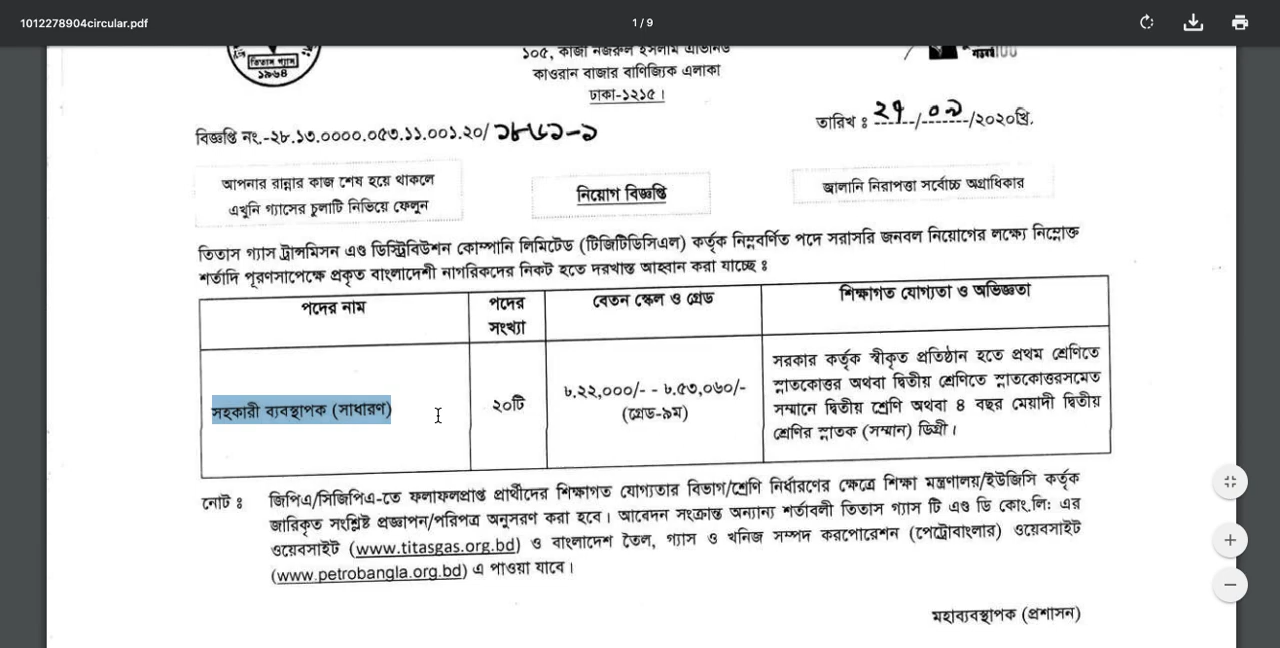 1012278904circular.pdf
1 / 9
তিতাস গ্যাস
১৯৬৪
১০৫, কাজী নজরুল ইসলাম এভিনিউ
কাওরান বাজার বাণিজ্যিক এলাকা
ঢাকা-১২১৫।
100
বিজ্ঞপ্তি নং.-২৮.১৩.০০০০.০৫৩.১১.০০১.২০/
তারিখ ঃ ২৭/০৯/২০২০খ্রি.
আপনার রান্নার কাজ শেষ হয়ে থাকলে
এখুনি গ্যাসের চুলাটি নিভিয়ে ফেলুন
নিয়োগ বিজ্ঞপ্তি
জ্বালানি নিরাপত্তা সর্বোচ্চ অগ্রাধিকার
তিতাস গ্যাস ট্রান্সমিসন এণ্ড ডিস্ট্রিবিউশন কোম্পানি লিমিটেড (টিজিটিডিসিএল) কর্তৃক নিম্নবর্ণিত পদে সরাসরি জনবল নিয়োগের লক্ষ্যে নিম্নোক্ত
শর্তাদি পূরণসাপেক্ষে প্রকৃত বাংলাদেশী নাগরিকদের নিকট হতে দরখাস্ত আহ্বান করা যাচ্ছে ঃ
পদের নাম
পদের
সংখ্যা
বেতন স্কেল ও গ্রেড
শিক্ষাগত যোগ্যতা ও অভিজ্ঞতা
সহকারী ব্যবস্থাপক (সাধারণ)
২০টি
৳.২২,০০০/- - ৳.৫৩,০৬০/-
(গ্রেড-৯ম)
সরকার কর্তৃক স্বীকৃত প্রতিষ্ঠান হতে প্রথম শ্রেণিতে
স্নাতকোত্তর অথবা দ্বিতীয় শ্রেণিতে স্নাতকোত্তরসমেত
সম্মানে দ্বিতীয় শ্রেণি অথবা ৪ বছর মেয়াদী দ্বিতীয়
শ্রেণির স্নাতক (সম্মান) ডিগ্রী।
নোট ঃ জিপিএ/সিজিপিএ-তে ফলাফলপ্রাপ্ত প্রার্থীদের শিক্ষাগত যোগ্যতার বিভাগ/শ্রেণি নির্ধারণের ক্ষেত্রে শিক্ষা মন্ত্রণালয়/ইউজিসি কর্তৃক
জারিকৃত সংশ্লিষ্ট প্রজ্ঞাপন/পরিপত্র অনুসরণ করা হবে। আবেদন সংক্রান্ত অন্যান্য শর্তাবলী তিতাস গ্যাস টি এণ্ড ডি কোং.লি: এর
ওয়েবসাইট (www.titasgas.org.bd) ও বাংলাদেশ তৈল, গ্যাস ও খনিজ সম্পদ করপোরেশন (পেট্রোবাংলার) ওয়েবসাইট
(www.petrobangla.org.bd) এ পাওয়া যাবে।
মহাব্যবস্থাপক (প্রশাসন)